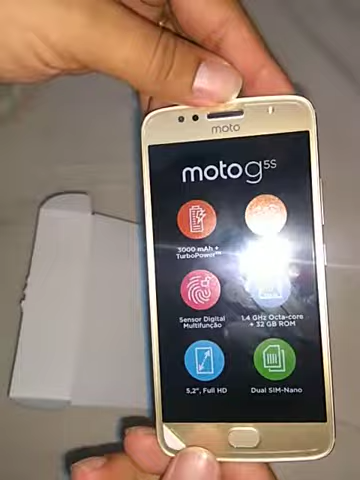 moto
moto g5S
3000 mAh +
TurboPower™
Sensor Digital
Multifunção
1.4 GHz Octa-core
+ 32 GB ROM
5,2", Full HD
Dual SIM-Nano